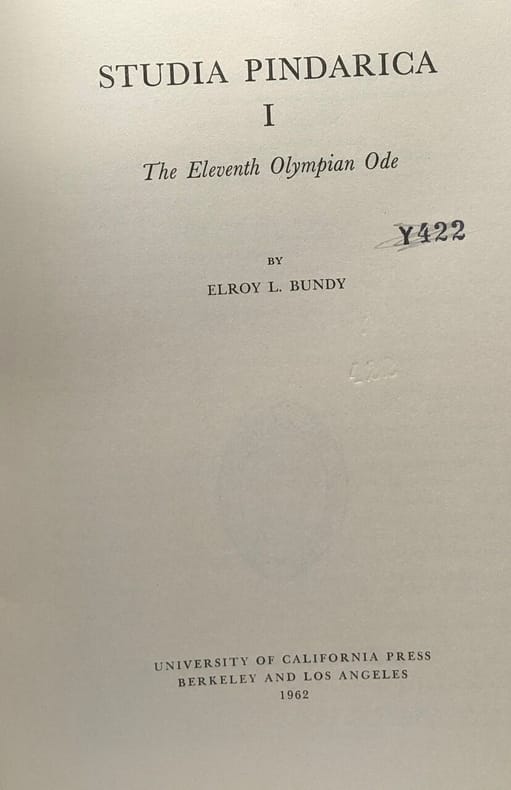 STUDIA PINDARICA
I
The Eleventh Olympian Ode
Y422
BY
ELROY L. BUNDY
UNIVERSITY OF CALIFORNIA PRESS
BERKELEY AND LOS ANGELES
1962